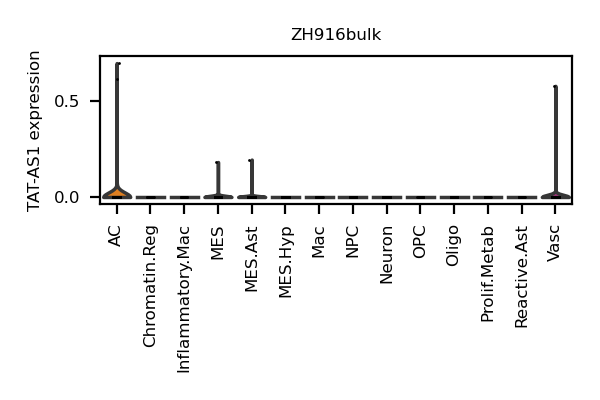 ZH916bulk
TAT-AS1 expression
0.5
0.0
AC
Chromatin.Reg
Inflammatory.Mac
MES
MES.Ast
MES.Hyp
Mac
NPC
Neuron
OPC
Oligo
Prolif.Metab
Reactive.Ast
Vasc